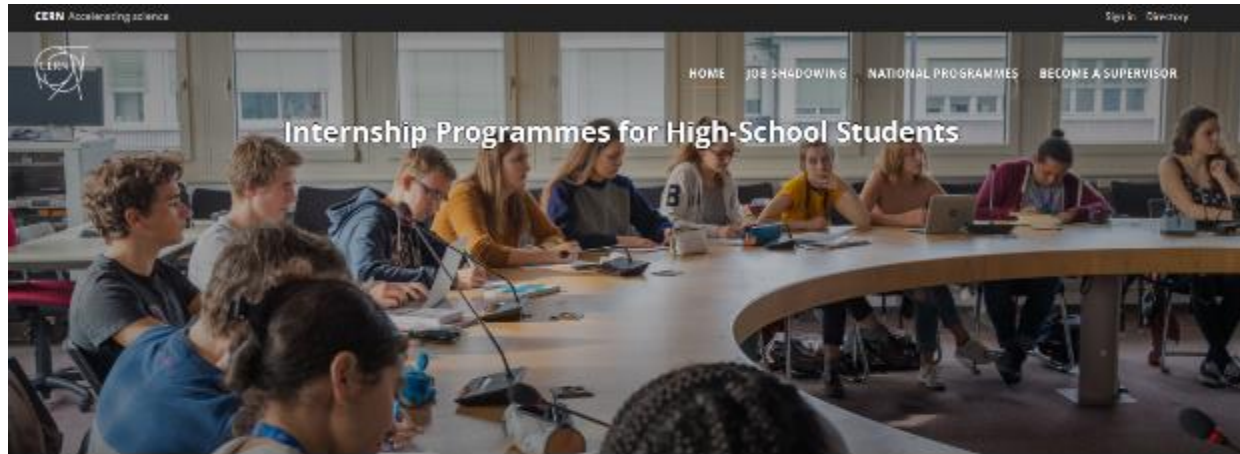 CERN Accelerating science
Sign in Directory
CERN
HOME JOB SHADOWING NATIONAL PROGRAMMES BECOME A SUPERVISOR
Internship Programmes for High-School Students
B